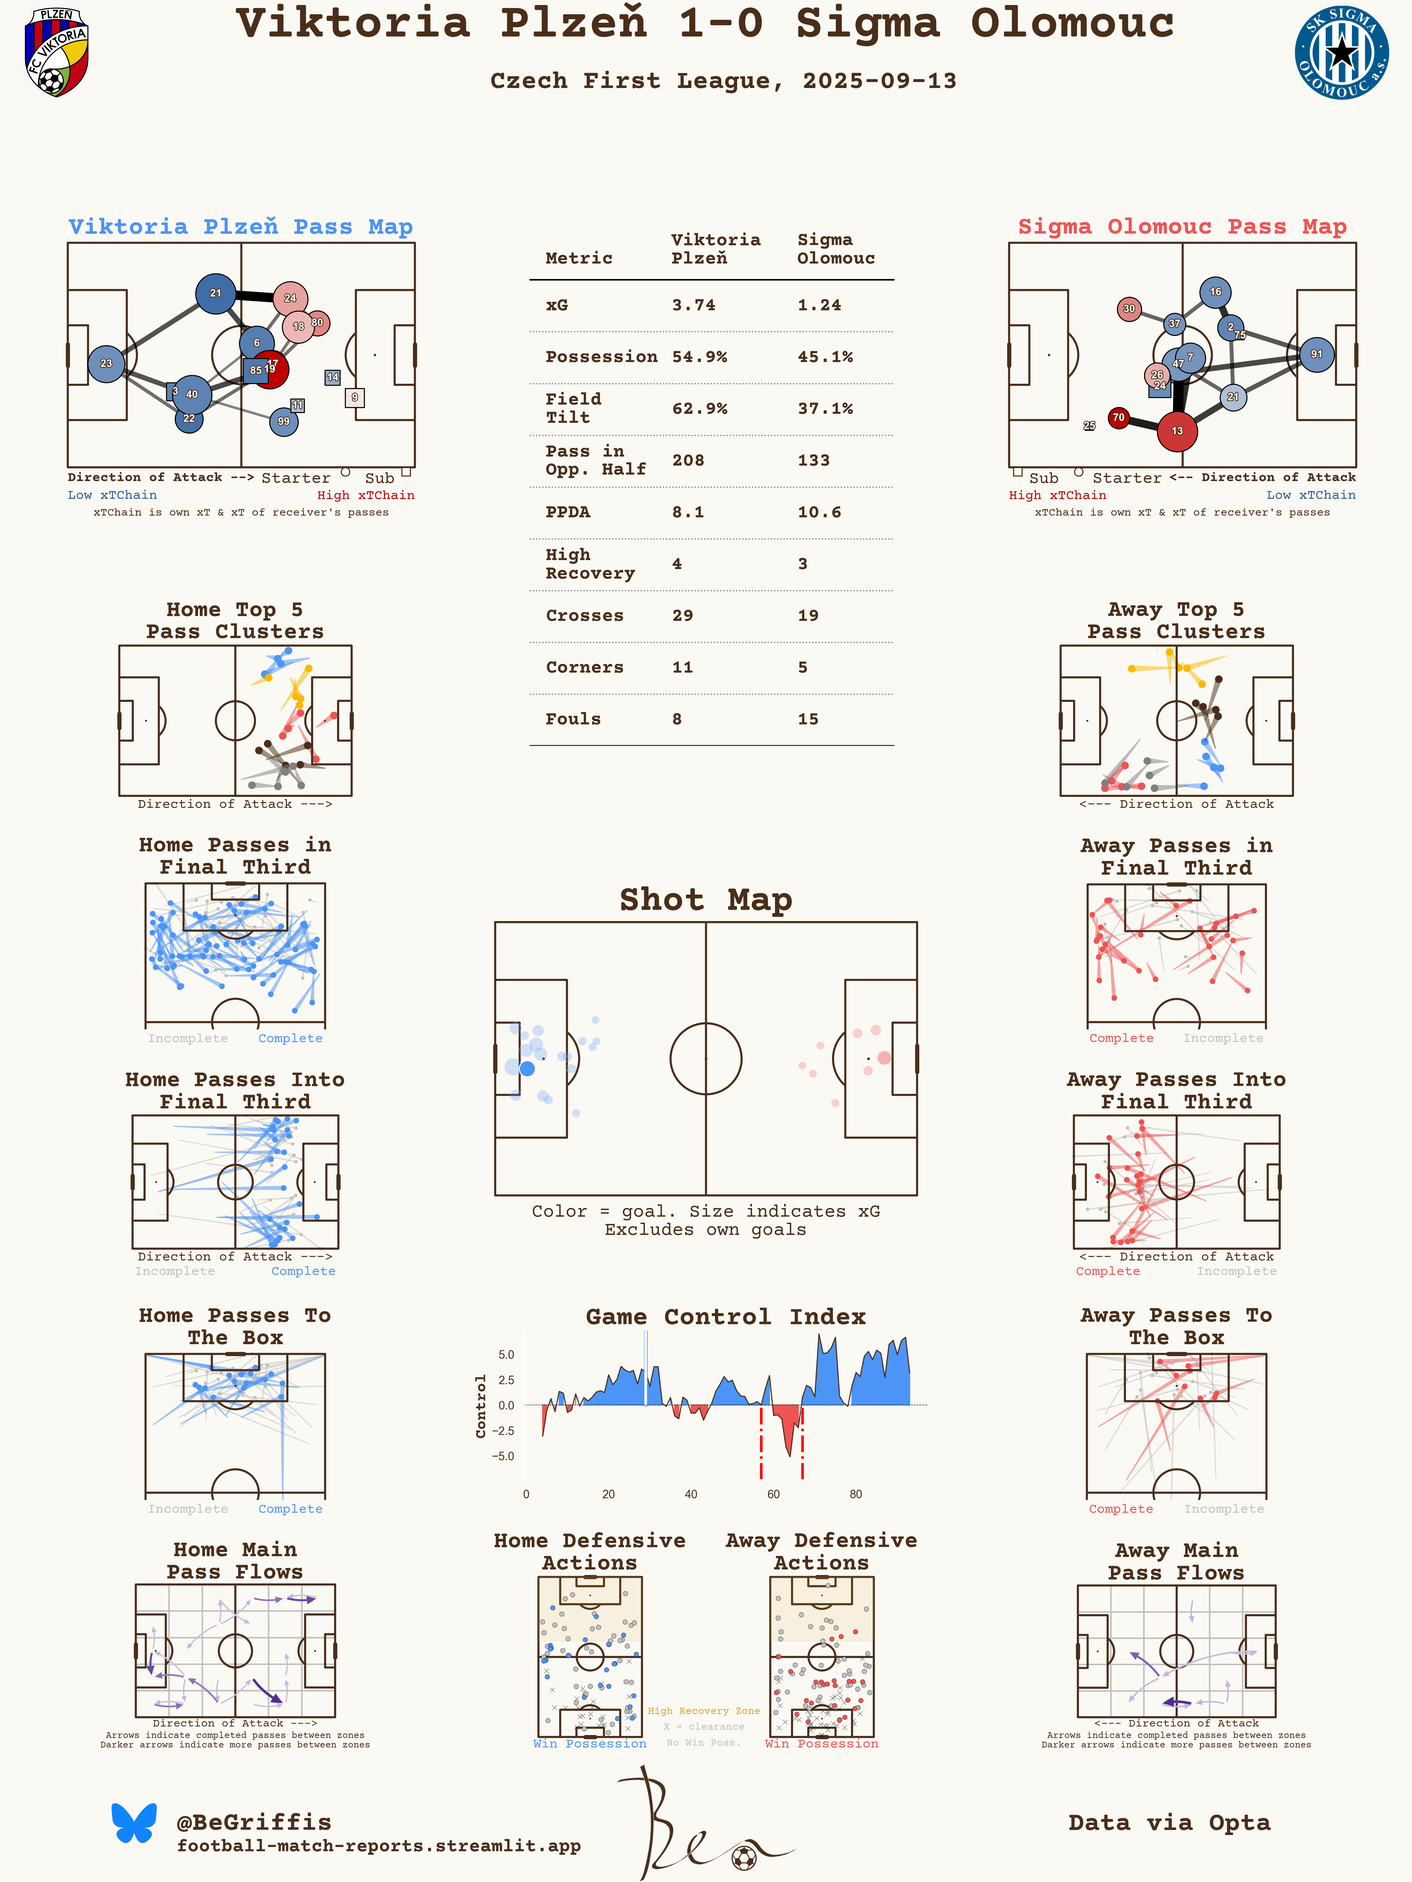 Viktoria Plzeň 1-0 Sigma Olomouc
Czech First League, 2025-09-13
PLZEŇ
FC VIKTORIA
SK SIGMA
OLOMOUC a.s.
Viktoria Plzeň Pass Map
21
24
80
18
6
23
17
19
85
14
3
40
9
11
22
99
Direction of Attack --> Starter Sub
Low xTChain High xTChain
xTChain is own xT & xT of receiver's passes
Metric Viktoria Plzeň Sigma Olomouc
xG 3.74 1.24
Possession 54.9% 45.1%
Field Tilt 62.9% 37.1%
Pass in Opp. Half 208 133
PPDA 8.1 10.6
High Recovery 4 3
Crosses 29 19
Corners 11 5
Fouls 8 15
Sigma Olomouc Pass Map
16
30
37
2
75
7
91
47
26
24
21
70
25
13
Sub Starter <-- Direction of Attack
High xTChain Low xTChain
xTChain is own xT & xT of receiver's passes
Home Top 5
Pass Clusters
Direction of Attack --->
Away Top 5
Pass Clusters
<--- Direction of Attack
Home Passes in
Final Third
Incomplete Complete
Away Passes in
Final Third
Complete Incomplete
Shot Map
Color = goal. Size indicates xG
Excludes own goals
Home Passes Into
Final Third
Direction of Attack --->
Incomplete Complete
Away Passes Into
Final Third
<--- Direction of Attack
Complete Incomplete
Home Passes To
The Box
Incomplete Complete
Game Control Index
Control
5.0
2.5
0.0
−2.5
−5.0
0 20 40 60 80
Away Passes To
The Box
Complete Incomplete
Home Main
Pass Flows
Direction of Attack --->
Arrows indicate completed passes between zones
Darker arrows indicate more passes between zones
Home Defensive
Actions
Win Possession
High Recovery Zone
X = clearance
No Win Poss.
Away Defensive
Actions
Win Possession
Away Main
Pass Flows
<--- Direction of Attack
Arrows indicate completed passes between zones
Darker arrows indicate more passes between zones
@BeGriffis
football-match-reports.streamlit.app
Ben
Data via Opta